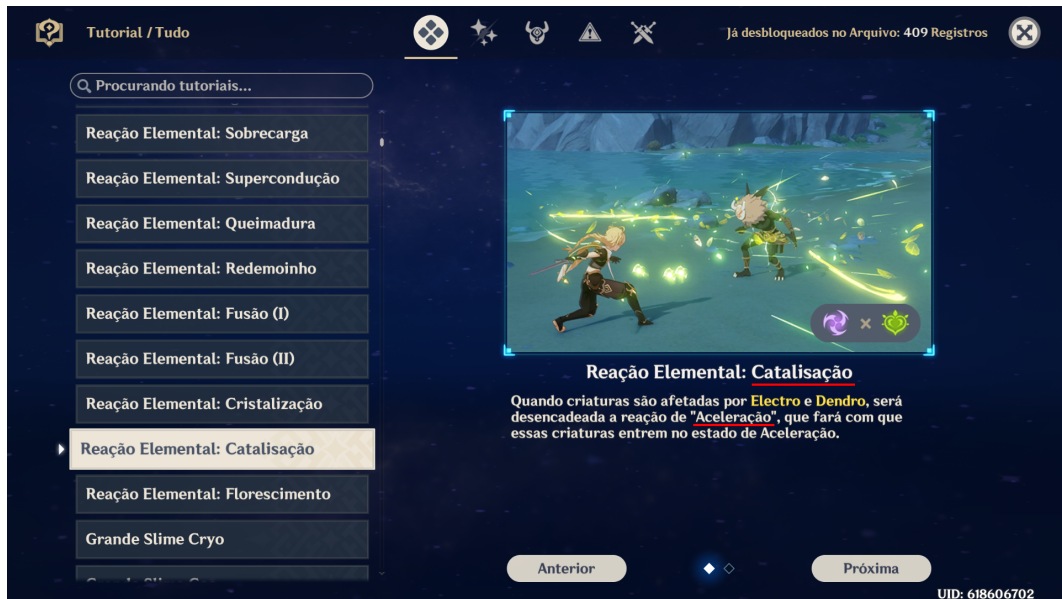 Tutorial / Tudo
Já desbloqueados no Arquivo: 409 Registros
Procurando tutoriais...
Reação Elemental: Sobrecarga
Reação Elemental: Supercondução
Reação Elemental: Queimadura
Reação Elemental: Redemoinho
Reação Elemental: Fusão (I)
Reação Elemental: Fusão (II)
Reação Elemental: Cristalização
Reação Elemental: Catalisação
Reação Elemental: Florescimento
Grande Slime Cryo
Reação Elemental: Catalisação
Quando criaturas são afetadas por Electro e Dendro, será
desencadeada a reação de "Aceleração", que fará com que
essas criaturas entrem no estado de Aceleração.
Anterior
Próxima
UID: 618606702